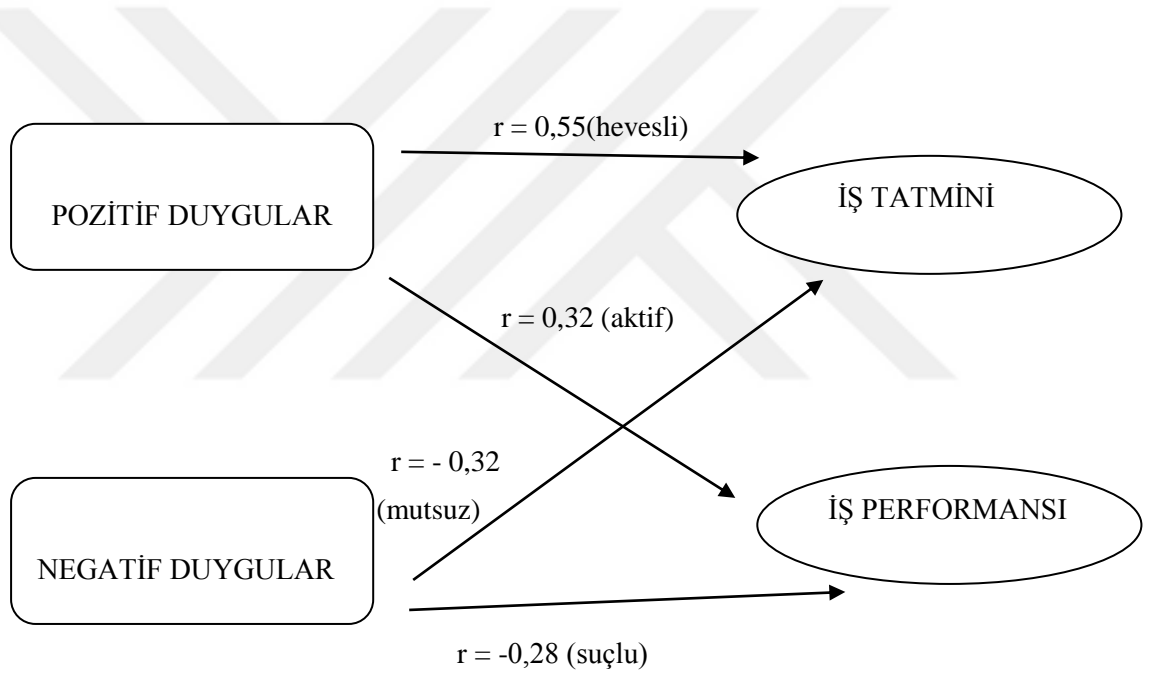 r = 0,55(hevesli)
POZİTİF DUYGULAR
İŞ TATMİNİ
r = 0,32 (aktif)
r = - 0,32
(mutsuz)
İŞ PERFORMANSI
NEGATİF DUYGULAR
r = -0,28 (suçlu)